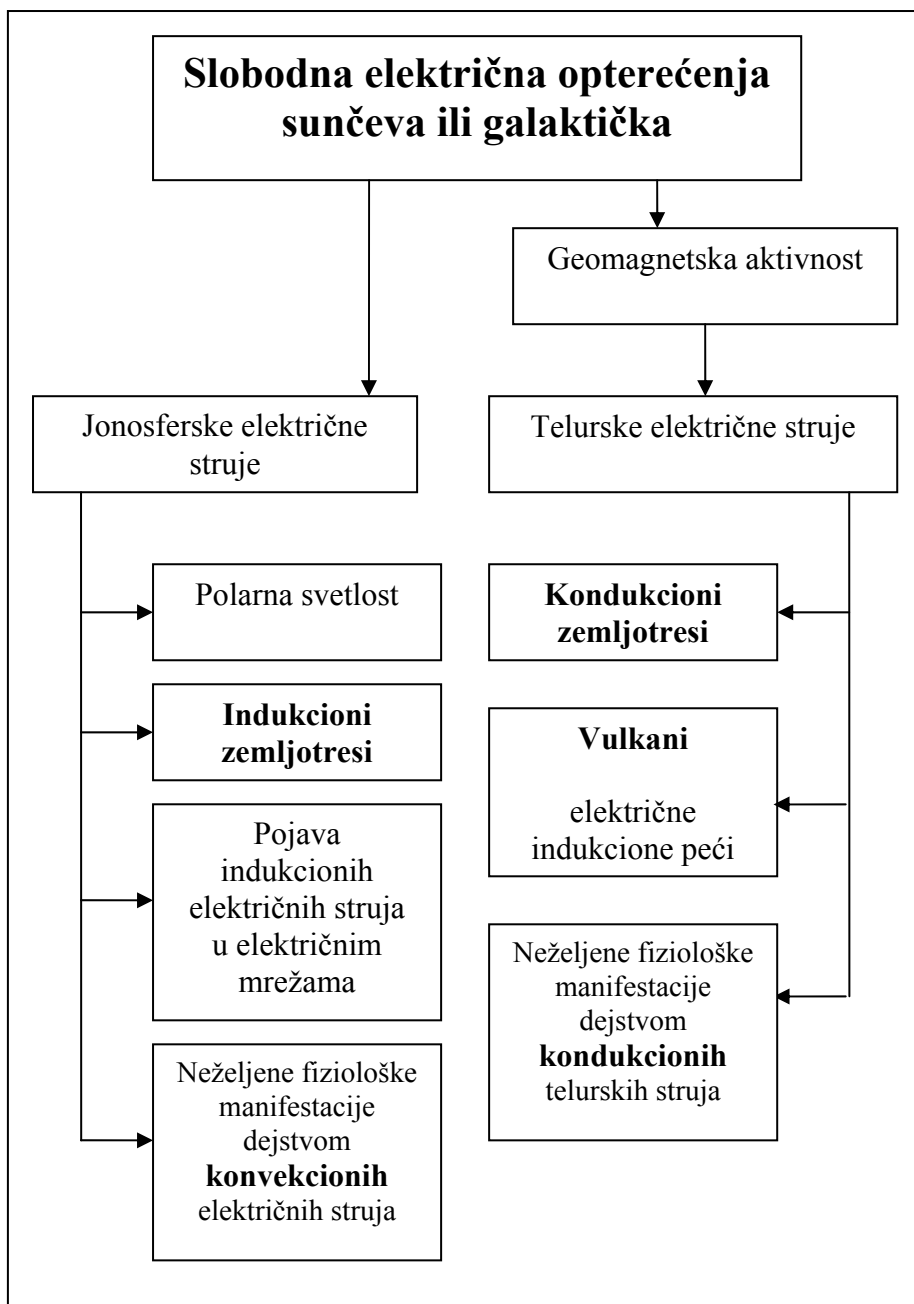 Slobodna električna opterećenja
sunčeva ili galaktička
Geomagnetska aktivnost
Jonosferske električne
struje
Telurske električne struje
Polarna svetlost
Kondukcioni
zemljotresi
Indukcioni
zemljotresi
Vulkani
električne
indukcione peći
Pojava
indukcionih
električnih struja
u električnim
mrežama
Neželjene fiziološke
manifestacije
dejstvom
kondukcionih
telurskih struja
Neželjene fiziološke
manifestacije
dejstvom
konvekcionih
električnih struja